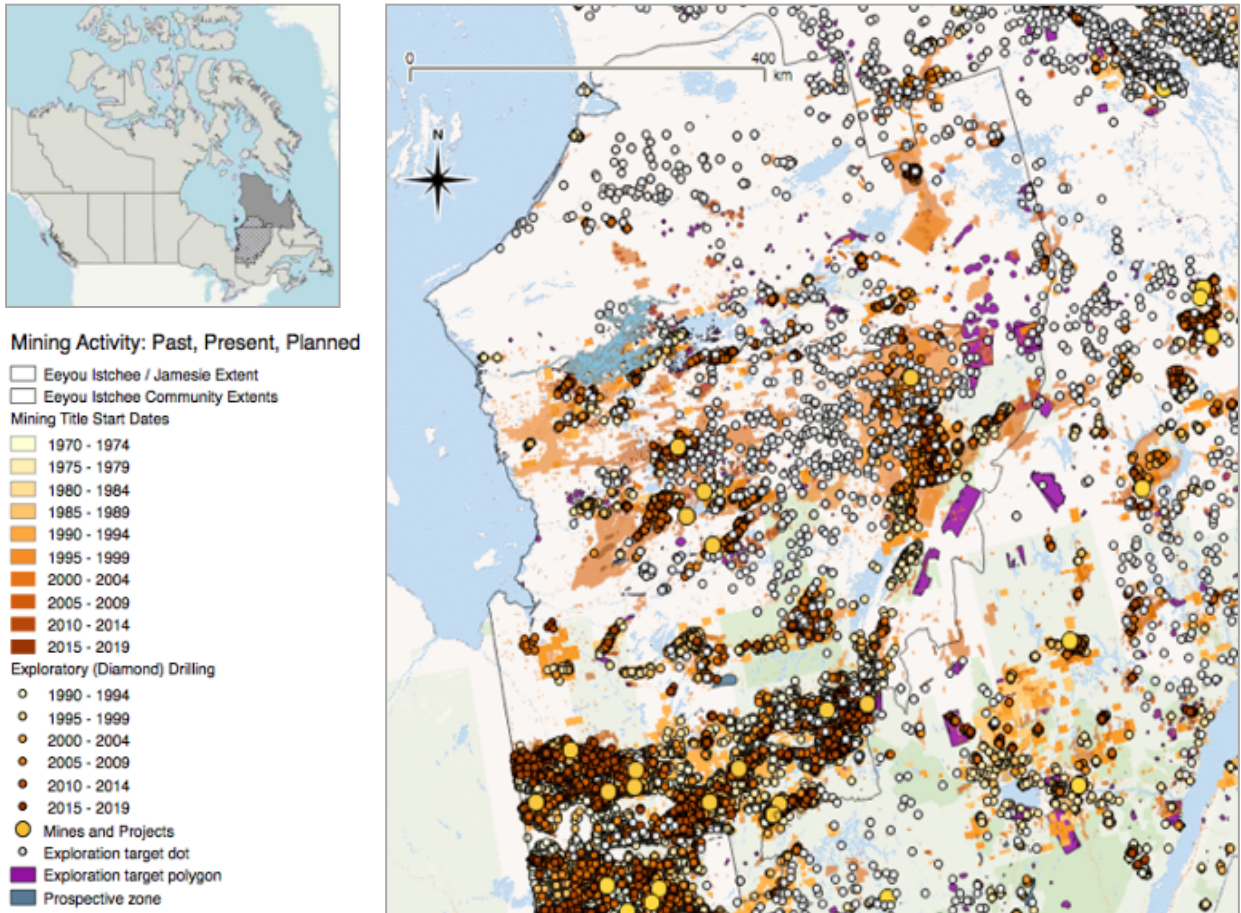 0 400
km
N
Mining Activity: Past, Present, Planned
Eeyou Istchee / Jamesie Extent
Eeyou Istchee Community Extents
Mining Title Start Dates
1970 - 1974
1975 - 1979
1980 - 1984
1985 - 1989
1990 - 1994
1995 - 1999
2000 - 2004
2005 - 2009
2010 - 2014
2015 - 2019
Exploratory (Diamond) Drilling
1990 - 1994
1995 - 1999
2000 - 2004
2005 - 2009
2010 - 2014
2015 - 2019
Mines and Projects
Exploration target dot
Exploration target polygon
Prospective zone